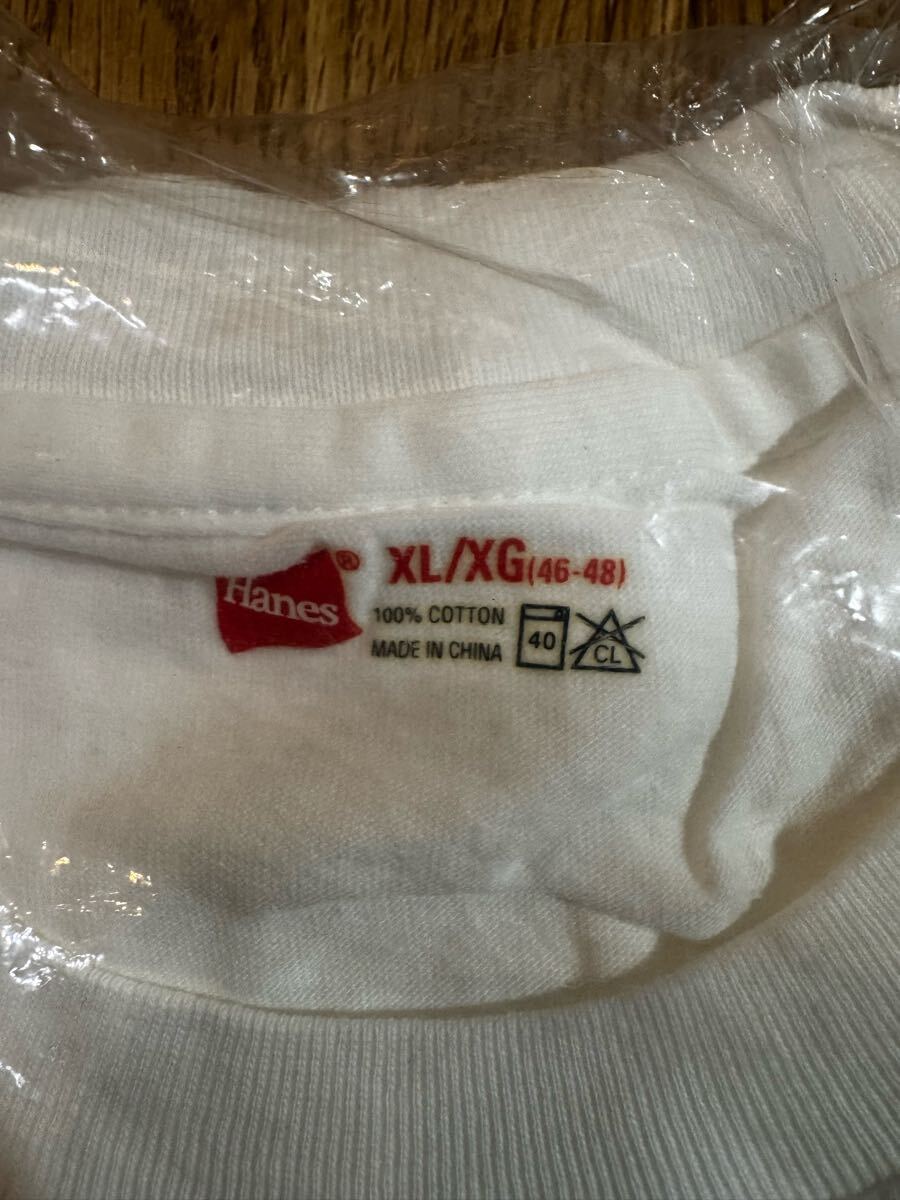 Hanes®
XL/XG(46-48)
100% COTTON
MADE IN CHINA
40
CL